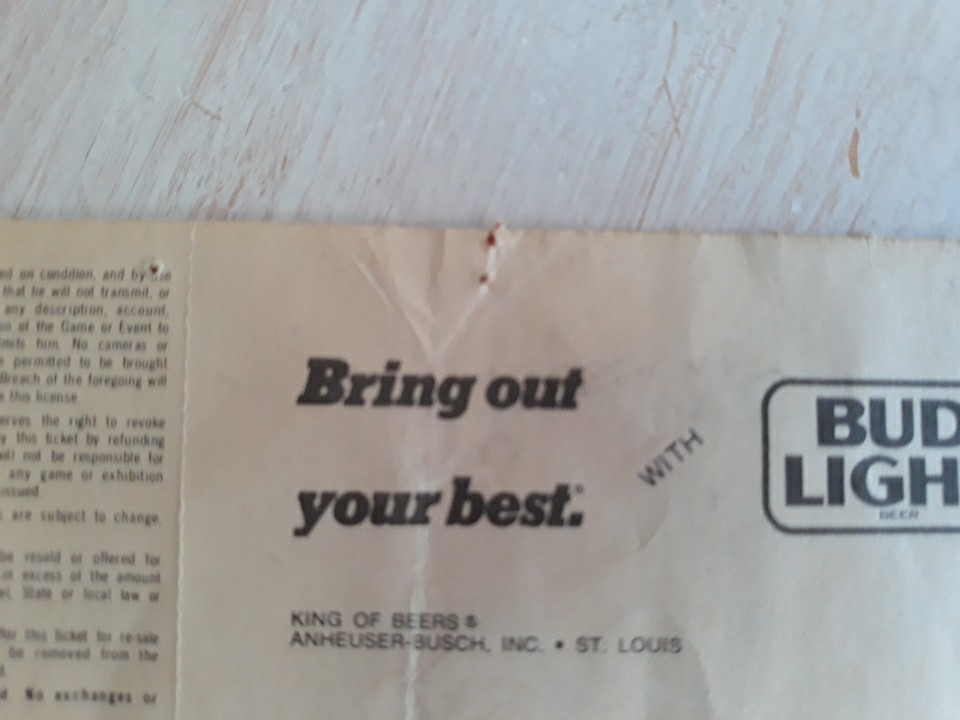 ed on condition, and by use
that he will not transmit, or
any description, account,
on of the Game or Event to
him. No cameras or
permitted to be brought
Breach of the foregoing will
this license.
erves the right to revoke
y this ticket by refunding
will not be responsible for
any game or exhibition
issued.
are subject to change.
be resold or offered for
in excess of the amount
State or local law or
for this ticket for re-sale
be removed from the
No exchanges or
Bring out
your best.
WITH
BUD
LIGH
BEER
KING OF BEERS ®
ANHEUSER-BUSCH, INC. • ST. LOUIS